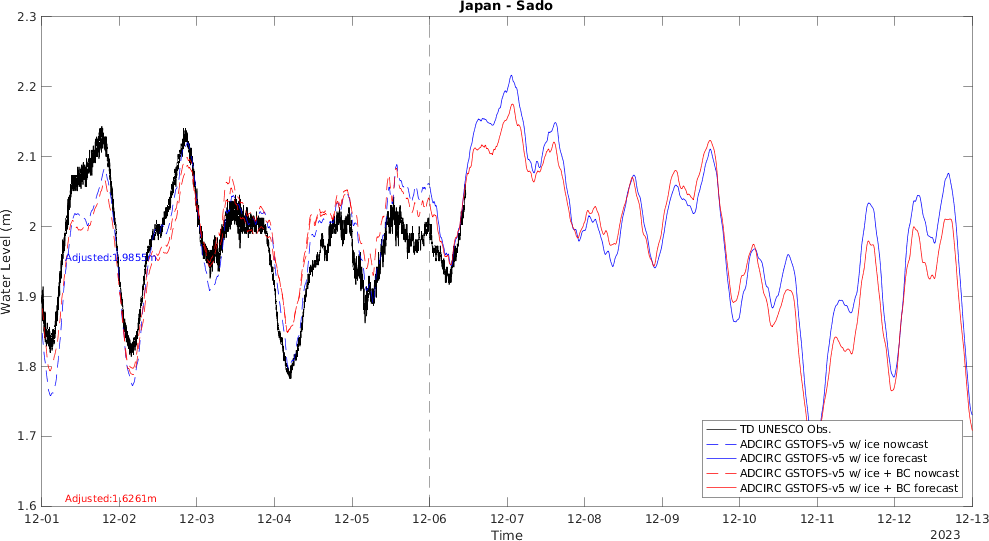 Japan - Sado
2.3
2.2
2.1
2
1.9
1.8
1.7
1.6
Water Level (m)
Adjusted:1.9855m
Adjusted:1.6261m
TD UNESCO Obs.
ADCIRC GSTOFS-v5 w/ ice nowcast
ADCIRC GSTOFS-v5 w/ ice forecast
ADCIRC GSTOFS-v5 w/ ice + BC nowcast
ADCIRC GSTOFS-v5 w/ ice + BC forecast
12-01 12-02 12-03 12-04 12-05 12-06 12-07 12-08 12-09 12-10 12-11 12-12 12-13
Time
2023